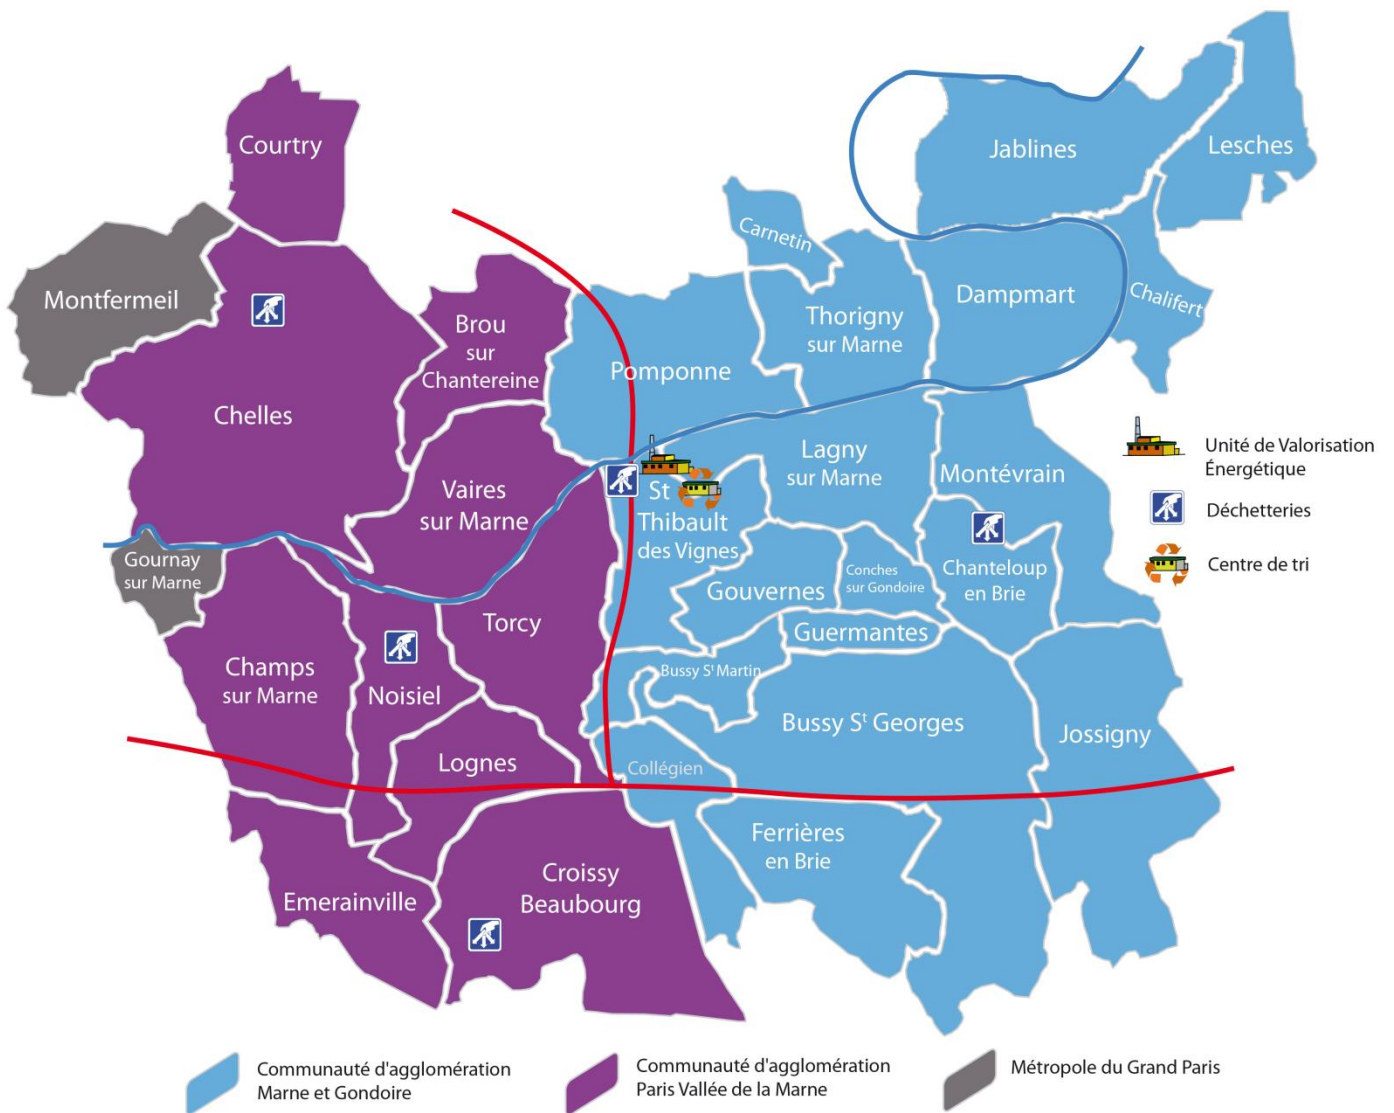 Courtry
Jablines
Lesches
Carnetin
Montfermeil
Dampmart
Chalifert
Thorigny
sur Marne
Brou
sur
Chantereine
Pomponne
Chelles
Lagny
sur Marne
Montévrain
Unité de Valorisation
Énergétique
Vaires
sur Marne
St
Thibault
des Vignes
Déchetteries
Gournay
sur Marne
Conches
sur Gondoire
Chanteloup
en Brie
Centre de tri
Gouvernes
Torcy
Guermantes
Champs
sur Marne
Noisiel
Bussy Sᵗ Martin
Bussy Sᵗ Georges
Jossigny
Lognes
Collégien
Ferrières
en Brie
Emerainville
Croissy
Beaubourg
Communauté d'agglomération
Marne et Gondoire
Communauté d'agglomération
Paris Vallée de la Marne
Métropole du Grand Paris